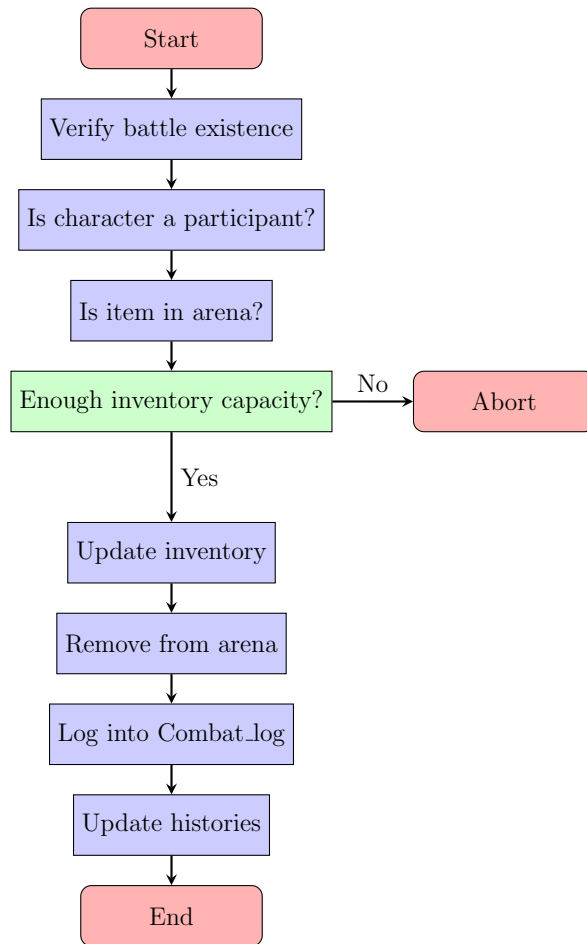 Start
Verify battle existence
Is character a participant?
Is item in arena?
Enough inventory capacity?
No
Abort
Yes
Update inventory
Remove from arena
Log into Combat_log
Update histories
End